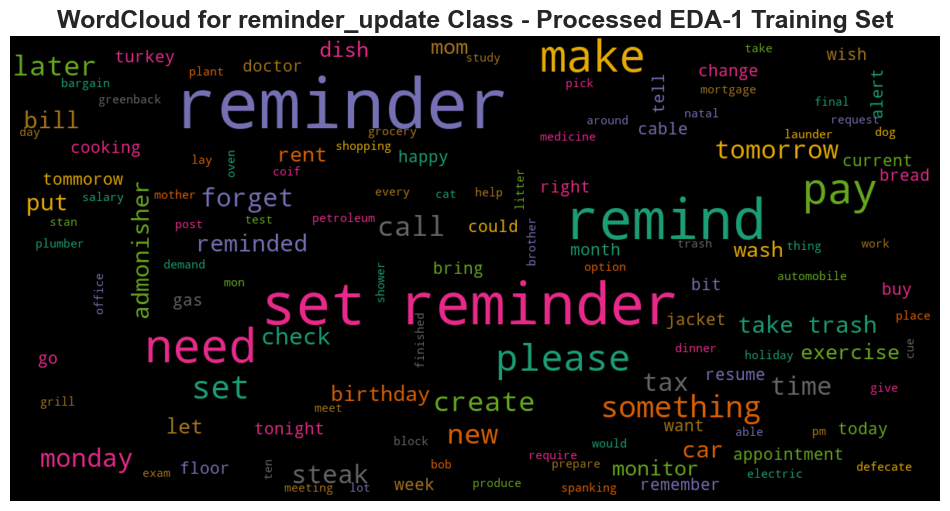 WordCloud for reminder_update Class - Processed EDA-1 Training Set
later
turkey
dish
mom
study
make
take
wish
bargain
plant
doctor
reminder
pick
change
mortgage
tell
alert
greenback
final
bill
day
grocery
around
natal
request
cooking
shopping
medicine
cable
launder
dog
lay
oven
rent
coif
happy
tomorrow
current
tommorow
salary
mother
forget
every
cat
help
litter
right
pay
bread
put
admonisher
stan
post
test
petroleum
call
could
remind
plumber
reminded
brother
month
trash
wash
thing
work
demand
mon
shower
bring
option
bit
automobile
office
gas
set reminder
buy
place
need
check
finished
jacket
take trash
cue
go
please
dinner
holiday
exercise
set
birthday
tax
resume
time
give
grill
meet
create
something
let
tonight
block
new
would
want
able
pm
today
monday
floor
ten
steak
bob
require
prepare
car
monitor
appointment
exam
meeting
lot
week
produce
spanking
remember
electric
defecate